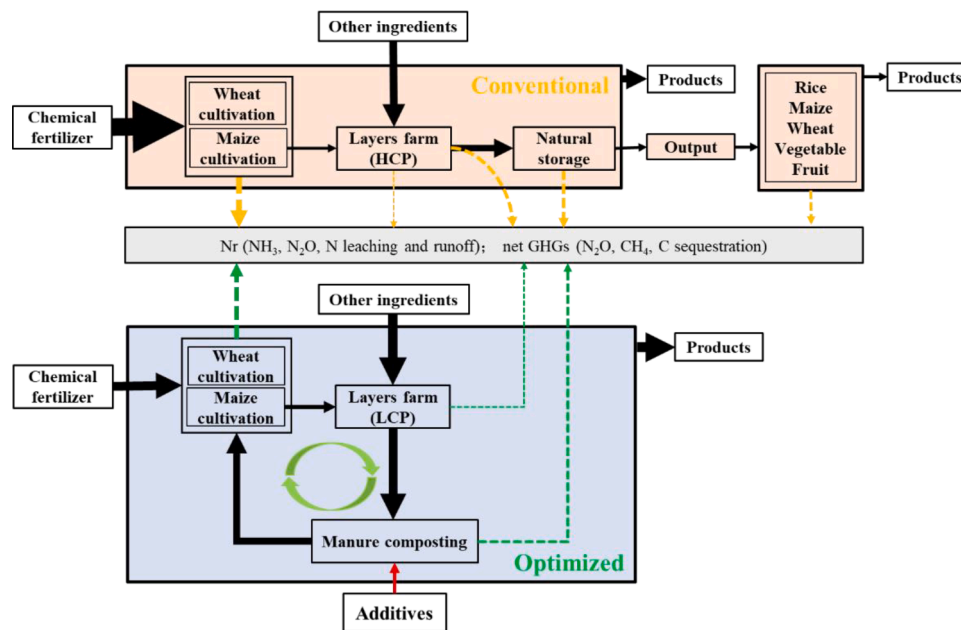 Other ingredients
Conventional
Products
Chemical
fertilizer
Wheat
cultivation
Maize
cultivation
Layers farm
(HCP)
Natural
storage
Output
Rice
Maize
Wheat
Vegetable
Fruit
Products
Nr (NH₃, N₂O, N leaching and runoff); net GHGs (N₂O, CH₄, C sequestration)
Other ingredients
Products
Chemical
fertilizer
Wheat
cultivation
Maize
cultivation
Layers farm
(LCP)
Manure composting
Optimized
Additives